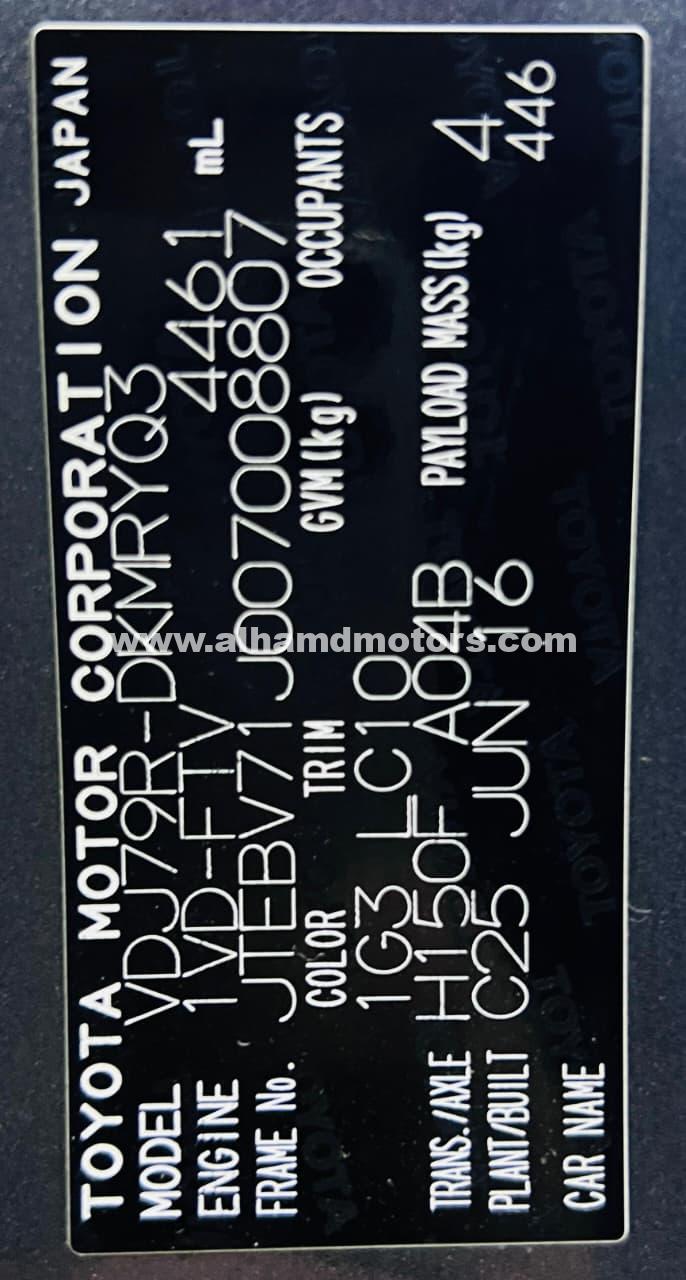 TOYOTA MOTOR CORPORATION JAPAN
MODEL VDJ79R-DKMRYQ3
ENGINE 1VD-FTV 4461 mL
FRAME No. JTEBV71J007008807
COLOR TRIM GVM(kg) OCCUPANTS
1G3 LC10
TRANS./AXLE H150F A04B PAYLOAD MASS(kg) 4
PLANT/BUILT C25 JUN 16 446
CAR NAME
www.alhamdmotors.com